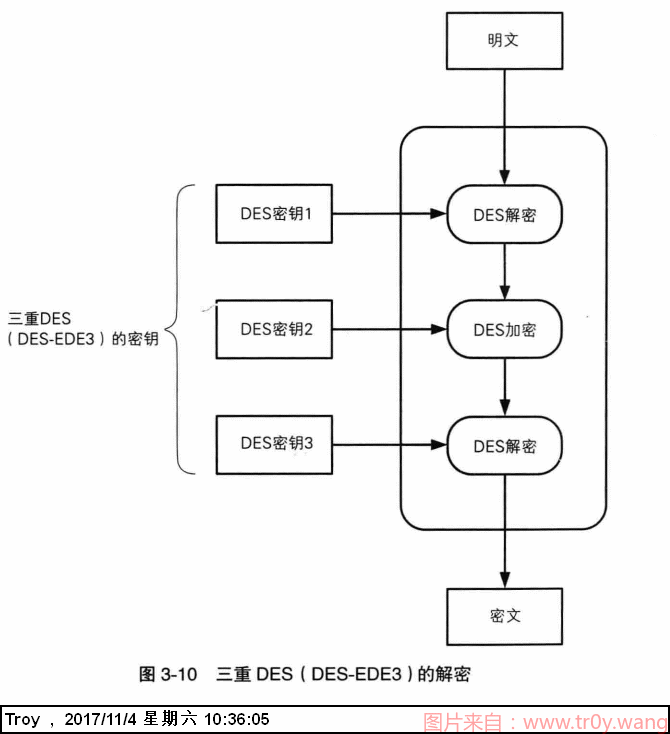 明文
DES密钥1
DES解密
DES密钥2
DES加密
三重DES
（DES-EDE3）的密钥
DES密钥3
DES解密
密文
图 3-10 三重 DES（DES-EDE3）的解密
Troy , 2017/11/4 星期六 10:36:05
图片来自：www.tr0y.wang